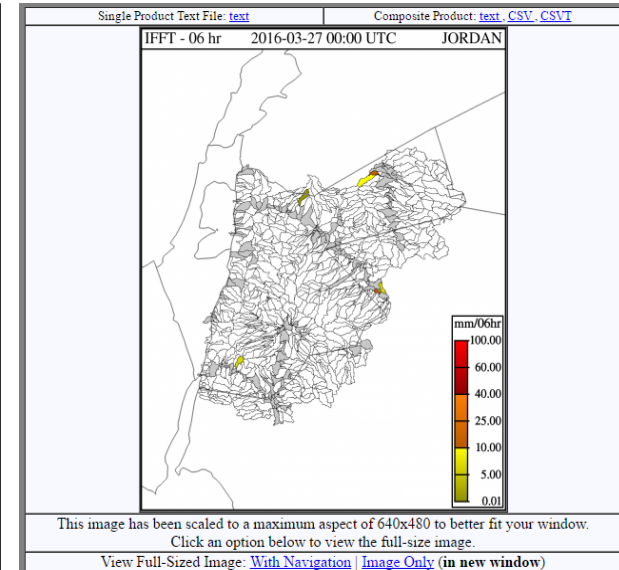 Single Product Text File: text
Composite Product: text , CSV , CSVT
IFFT - 06 hr 2016-03-27 00:00 UTC JORDAN
mm/06hr
100.00
60.00
40.00
25.00
10.00
5.00
0.01
This image has been scaled to a maximum aspect of 640x480 to better fit your window.
Click an option below to view the full-size image.
View Full-Sized Image: With Navigation | Image Only (in new window)